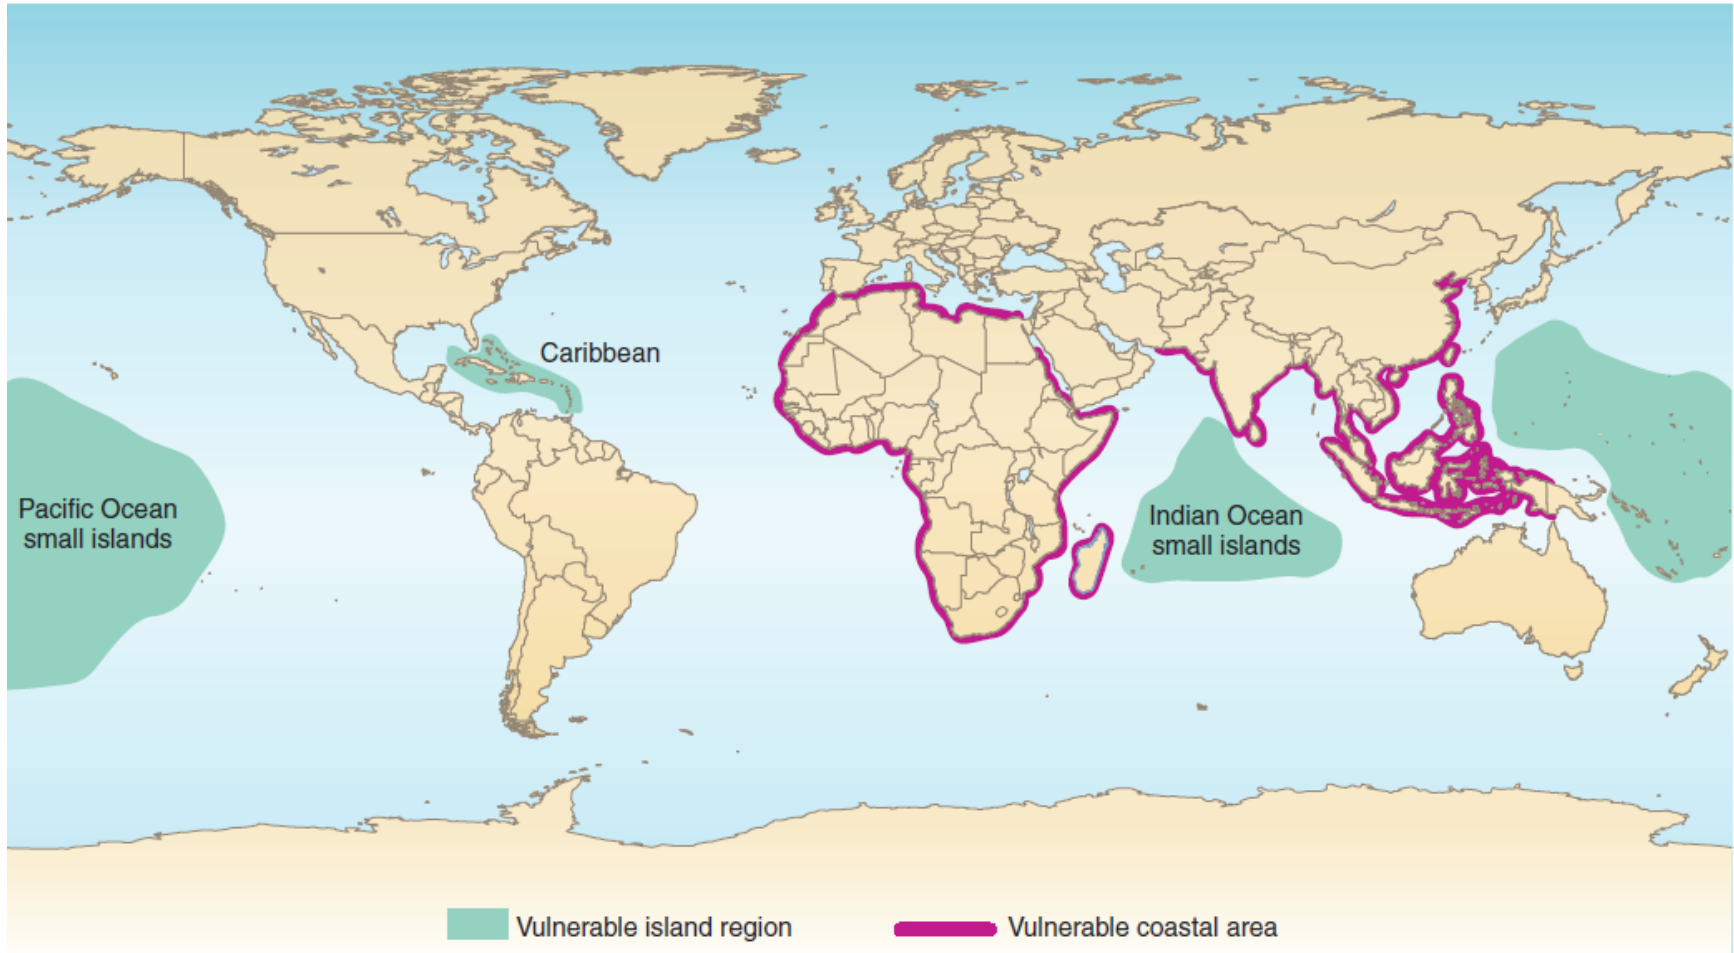 Caribbean
Pacific Ocean
small islands
Indian Ocean
small islands
Vulnerable island region
Vulnerable coastal area